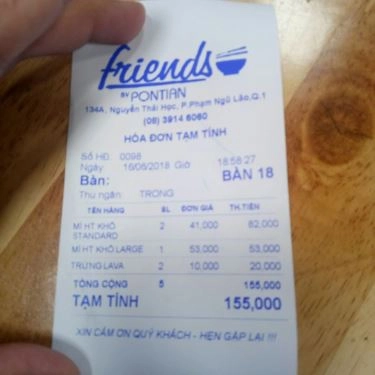 friends
BY PONTIAN
134A, Nguyễn Thái Học, P.Phạm Ngũ Lão,Q.1
(08) 3914 6060
HÓA ĐƠN TẠM TÍNH
Số HĐ 0098
Ngày: 16/06/2018 Giờ 18:58:27
Bàn: BÀN 18
Thu ngân: TRONG
TÊN HÀNG SL ĐƠN GIÁ TH.TIỀN
MÌ HT KHÔ STANDARD 2 41,000 82,000
MÌ HT KHÔ LARGE 1 53,000 53,000
TRỨNG LAVA 2 10,000 20,000
TỔNG CỘNG 5 155,000
TẠM TÍNH 155,000
XIN CẢM ƠN QUÝ KHÁCH - HẸN GẶP LẠI !!!